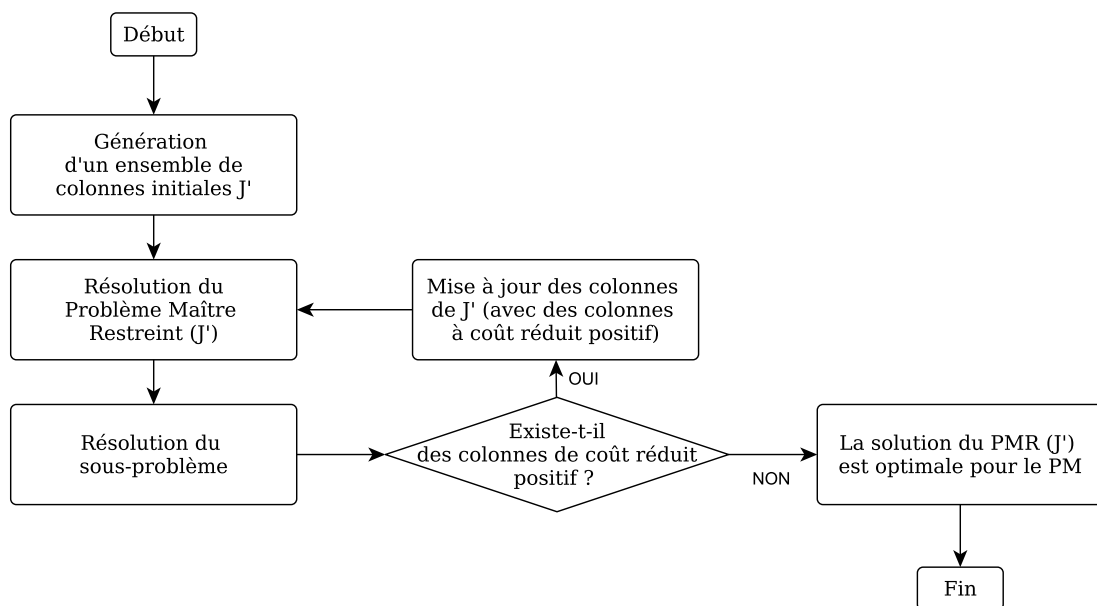 Début
Génération
d'un ensemble de
colonnes initiales J'
Résolution du
Problème Maître
Restreint (J')
Mise à jour des colonnes
de J' (avec des colonnes
à coût réduit positif)
OUI
Résolution du
sous-problème
Existe-t-il
des colonnes de coût réduit
positif ?
NON
La solution du PMR (J')
est optimale pour le PM
Fin